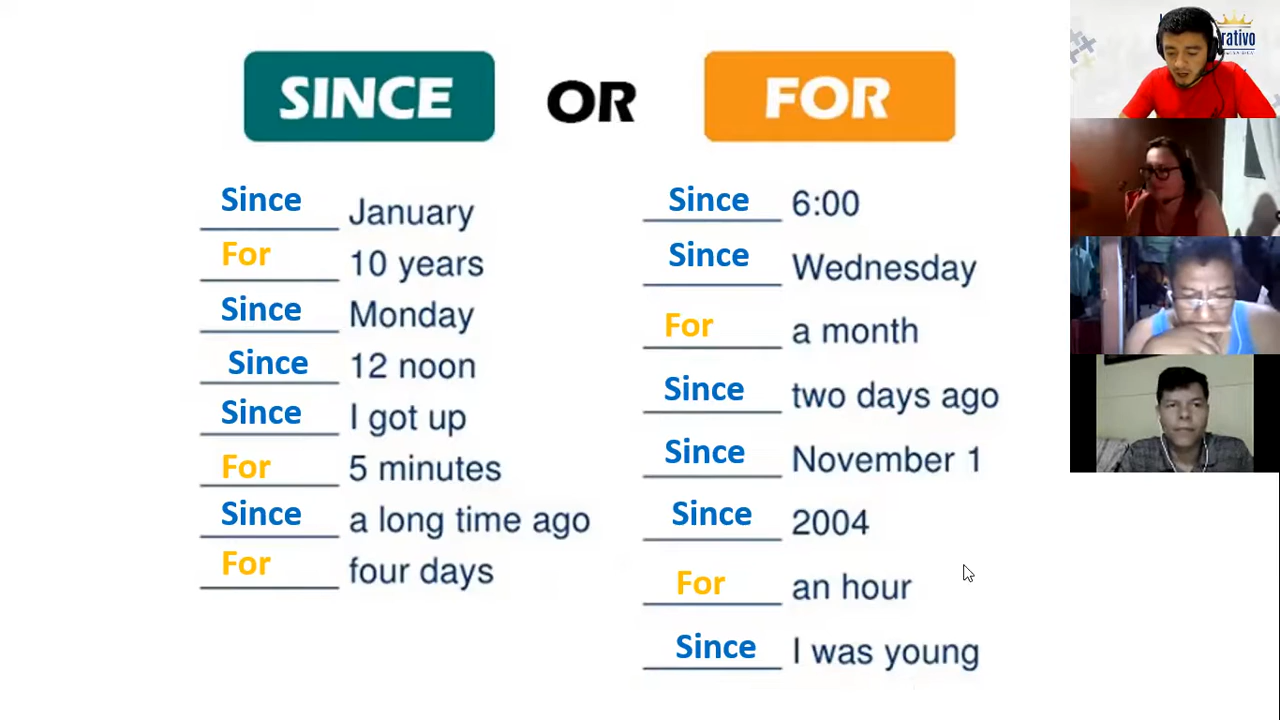 SINCE OR FOR
Since January
For 10 years
Since Monday
Since 12 noon
Since I got up
For 5 minutes
Since a long time ago
For four days
Since 6:00
Since Wednesday
For a month
Since two days ago
Since November 1
Since 2004
For an hour
Since I was young